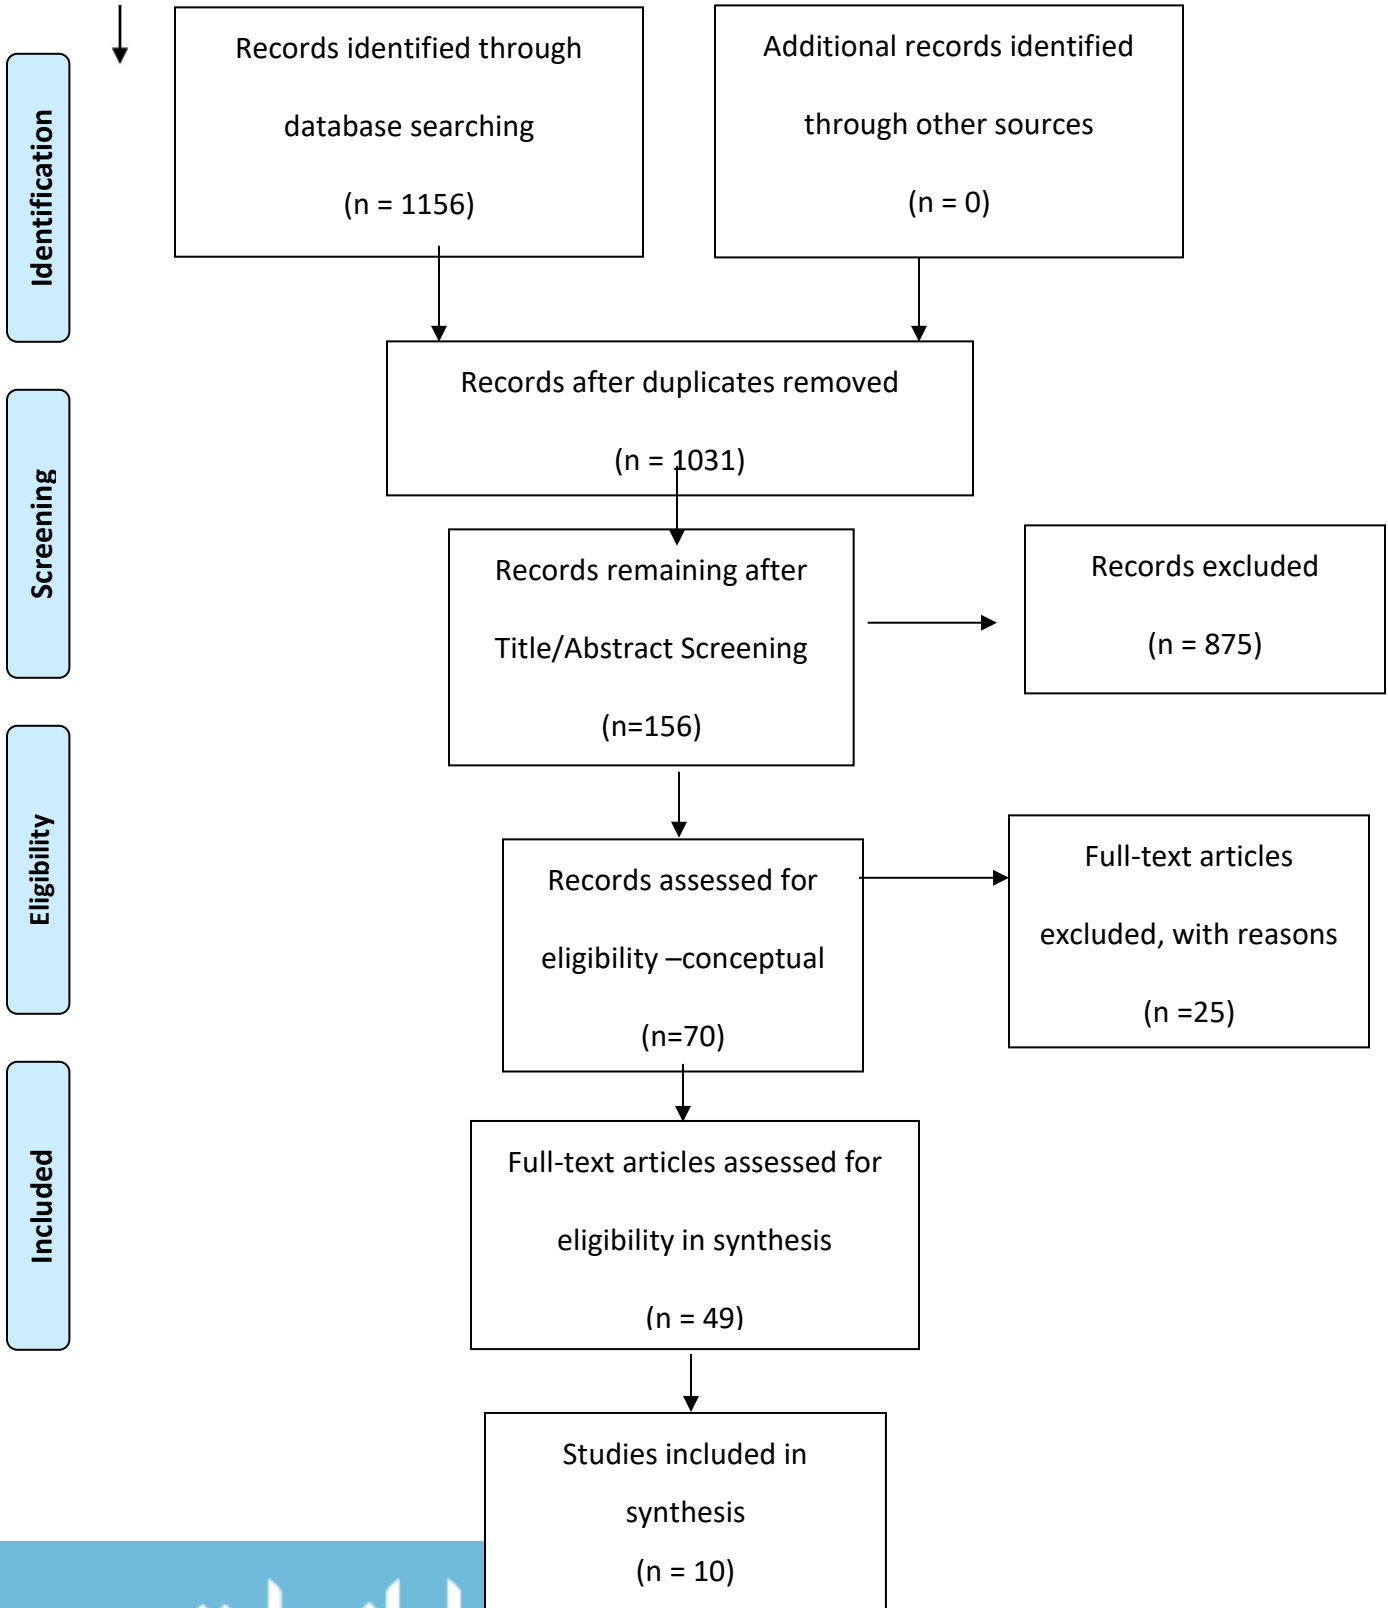 Identification
Screening
Eligibility
Included
Records identified through
database searching
(n = 1156)
Additional records identified
through other sources
(n = 0)
Records after duplicates removed
(n = 1031)
Records remaining after
Title/Abstract Screening
(n=156)
Records excluded
(n = 875)
Records assessed for
eligibility –conceptual
(n=70)
Full-text articles
excluded, with reasons
(n =25)
Full-text articles assessed for
eligibility in synthesis
(n = 49)
Studies included in
synthesis
(n = 10)